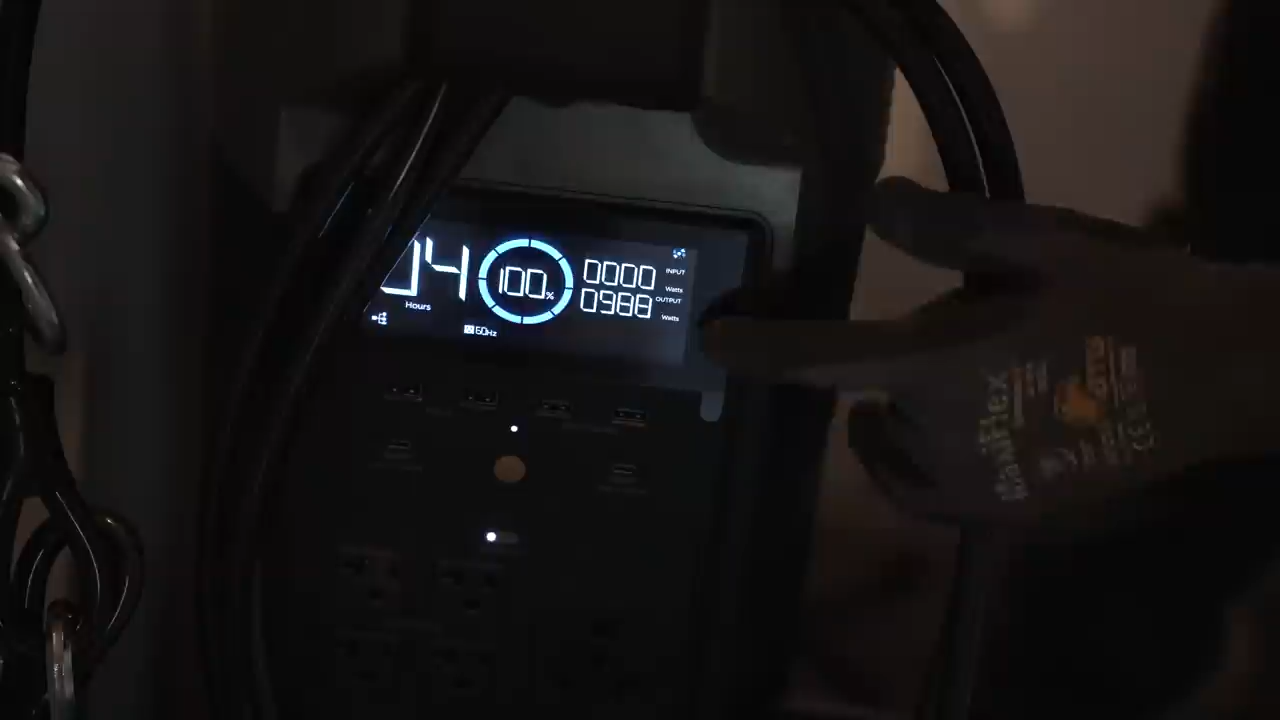 04
Hours
100%
0000 INPUT Watts
0988 OUTPUT Watts
60Hz
MaxiFlex